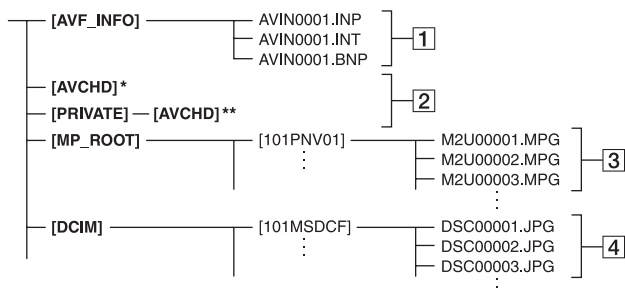 [AVF_INFO] AVIN0001.INP
AVIN0001.INT 1
AVIN0001.BNP
[AVCHD]*
2
[PRIVATE] [AVCHD]**
[MP_ROOT] [101PNV01] M2U00001.MPG
M2U00002.MPG 3
M2U00003.MPG
[DCIM] [101MSDCF] DSC00001.JPG
DSC00002.JPG 4
DSC00003.JPG